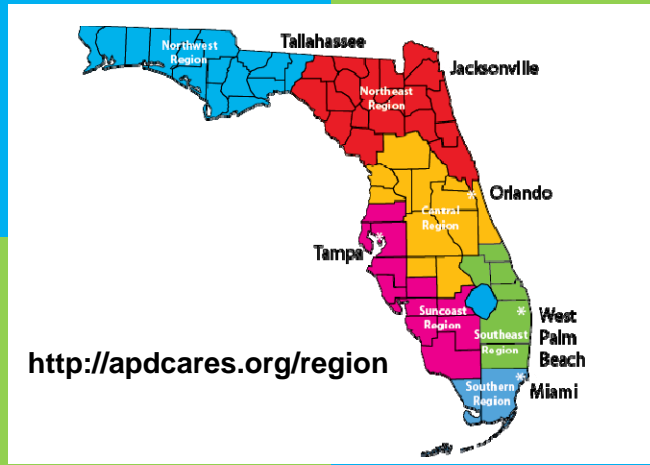 Tallahassee
Northwest
Region
Jacksonville
Northeast
Region
Orlando
Central
Region
Tampa
Suncoast
Region
West
Palm
Beach
Southeast
Region
http://apdcares.org/region
Southern
Region
Miami